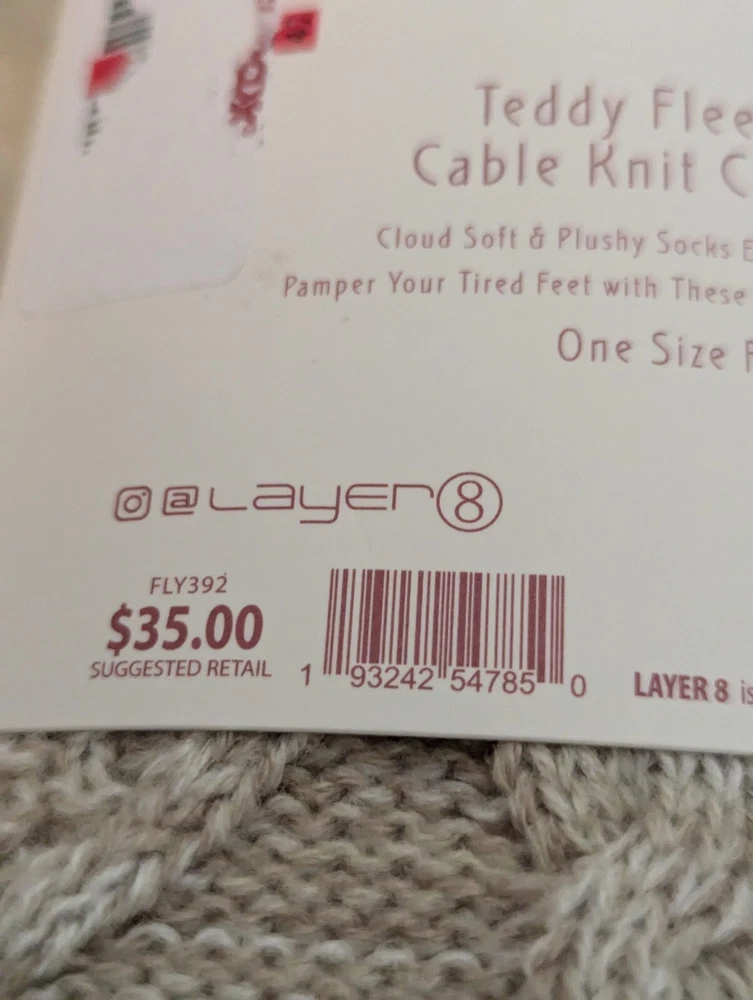 Teddy Flee
Cable Knit C
Cloud Soft & Plushy Socks E
Pamper Your Tired Feet with These
One Size F
@Layer8
FLY392
$35.00
SUGGESTED RETAIL
1 93242 54785 0
LAYER 8 is